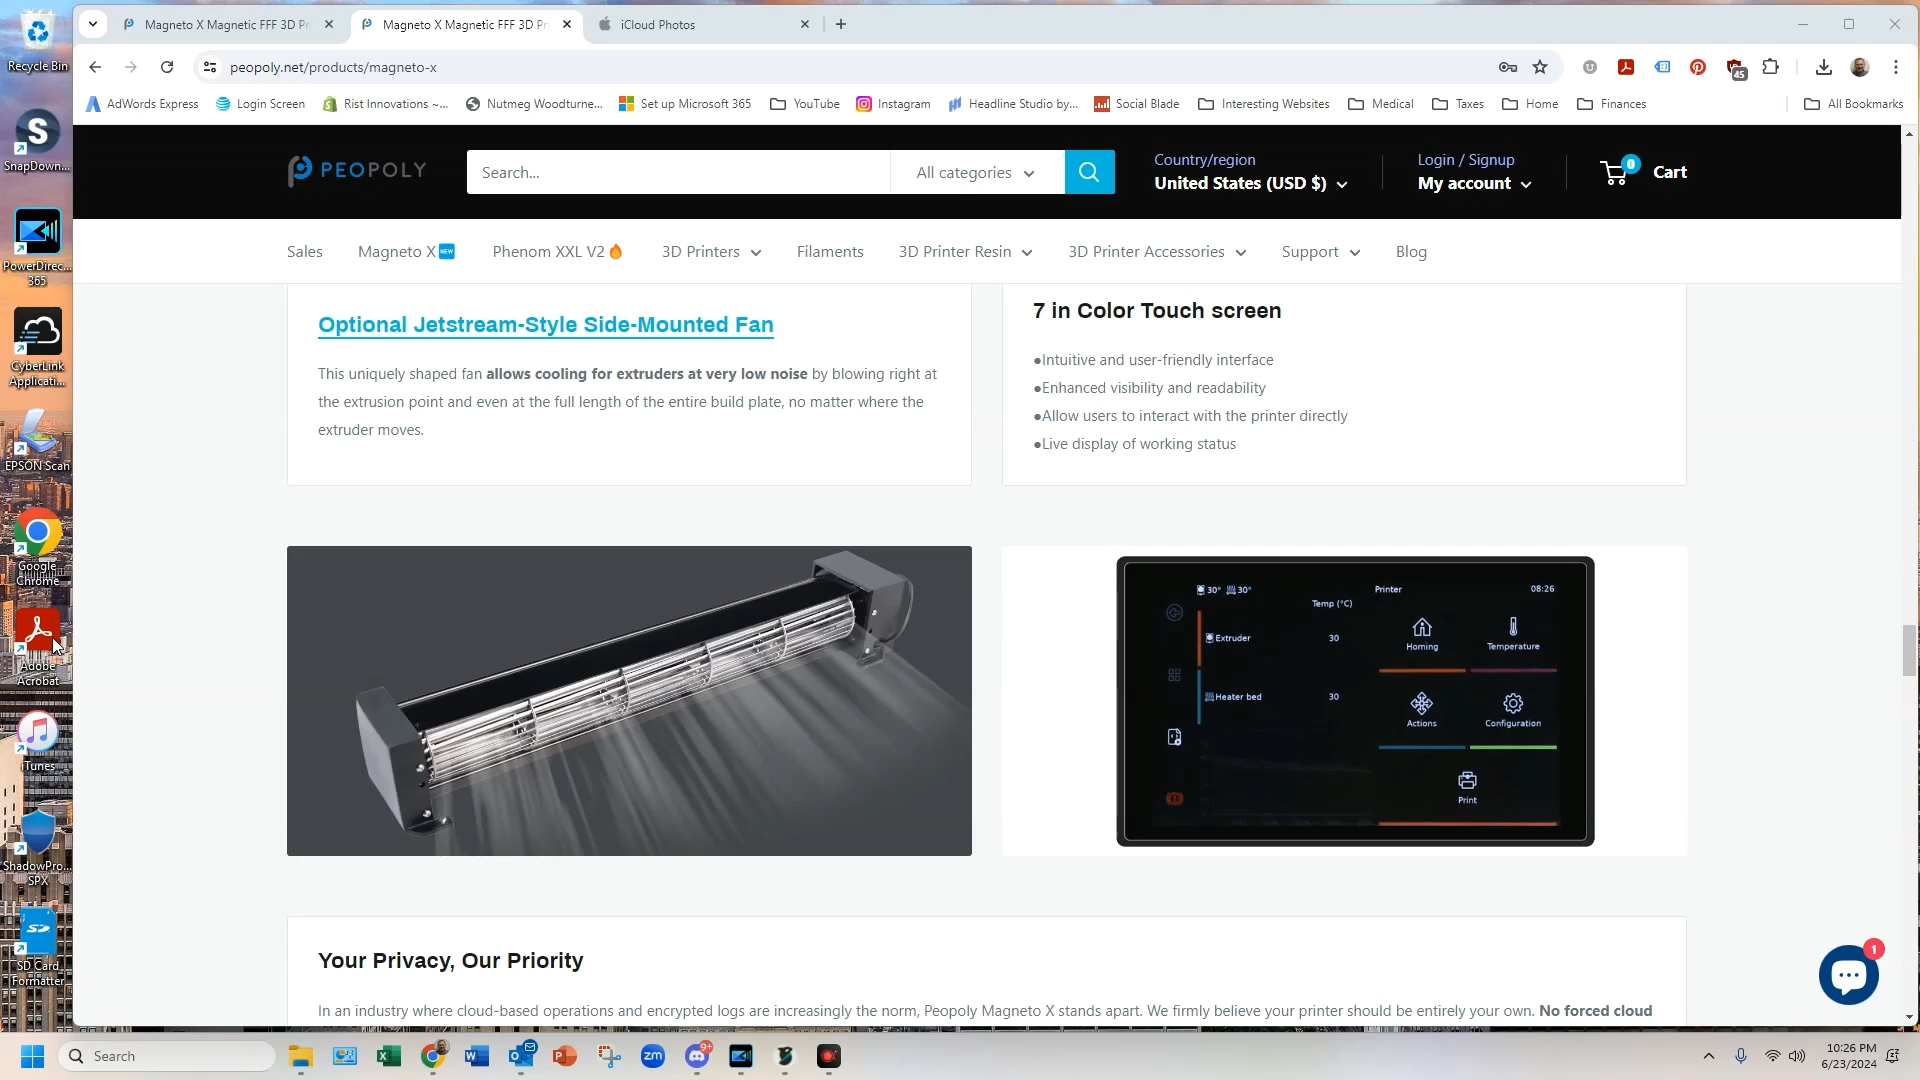 Recycle Bin
SnapDown...
PowerDirec...
365
CyberLink
Applicati...
EPSON Scan
Google
Chrome
Adobe
Acrobat
iTunes
ShadowPro...
SPX
SD Card
Formatter
Magneto X Magnetic FFF 3D Pri
Magneto X Magnetic FFF 3D Pri
iCloud Photos
peopoly.net/products/magneto-x
45
AdWords Express
Login Screen
Rist Innovations ~...
Nutmeg Woodturne...
Set up Microsoft 365
YouTube
Instagram
Headline Studio by...
Social Blade
Interesting Websites
Medical
Taxes
Home
Finances
All Bookmarks
PEOPOLY
Search...
All categories
Country/region
United States (USD $)
Login / Signup
My account
0
Cart
Sales
Magneto X NEW
Phenom XXL V2
3D Printers
Filaments
3D Printer Resin
3D Printer Accessories
Support
Blog
Optional Jetstream-Style Side-Mounted Fan
This uniquely shaped fan allows cooling for extruders at very low noise by blowing right at
the extrusion point and even at the full length of the entire build plate, no matter where the
extruder moves.
7 in Color Touch screen
●Intuitive and user-friendly interface
●Enhanced visibility and readability
●Allow users to interact with the printer directly
●Live display of working status
30° 30°
Printer
08:26
Temp (°C)
Extruder 30
Heater bed 30
Homing
Temperature
Actions
Configuration
Print
Your Privacy, Our Priority
In an industry where cloud-based operations and encrypted logs are increasingly the norm, Peopoly Magneto X stands apart. We firmly believe your printer should be entirely your own. No forced cloud
1
Search
zm
9+
10:26 PM
6/23/2024